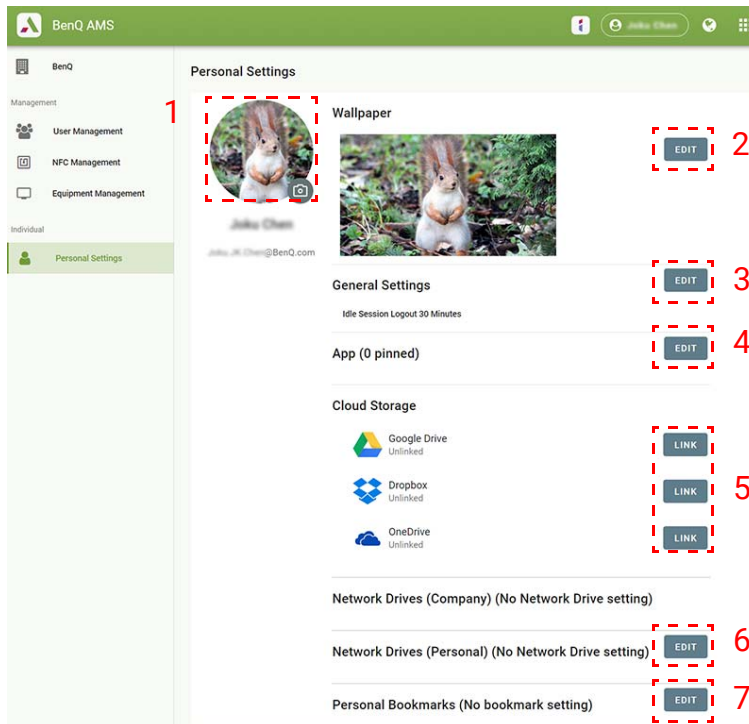 BenQ AMS
BenQ
Management
User Management
NFC Management
Equipment Management
Individual
Personal Settings
Personal Settings
1
@BenQ.com
Wallpaper
EDIT
2
General Settings
EDIT
3
Idle Session Logout 30 Minutes
App (0 pinned)
EDIT
4
Cloud Storage
Google Drive
Unlinked
LINK
Dropbox
Unlinked
LINK
5
OneDrive
Unlinked
LINK
Network Drives (Company) (No Network Drive setting)
Network Drives (Personal) (No Network Drive setting)
EDIT
6
Personal Bookmarks (No bookmark setting)
EDIT
7